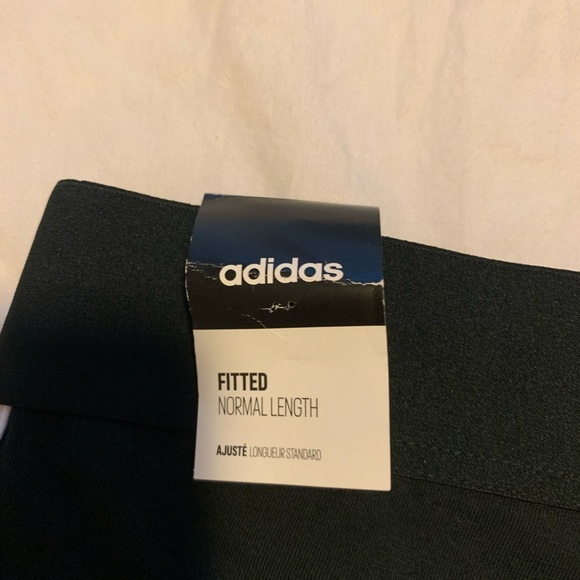 adidas
FITTED
NORMAL LENGTH
AJUSTÉ LONGUEUR STANDARD